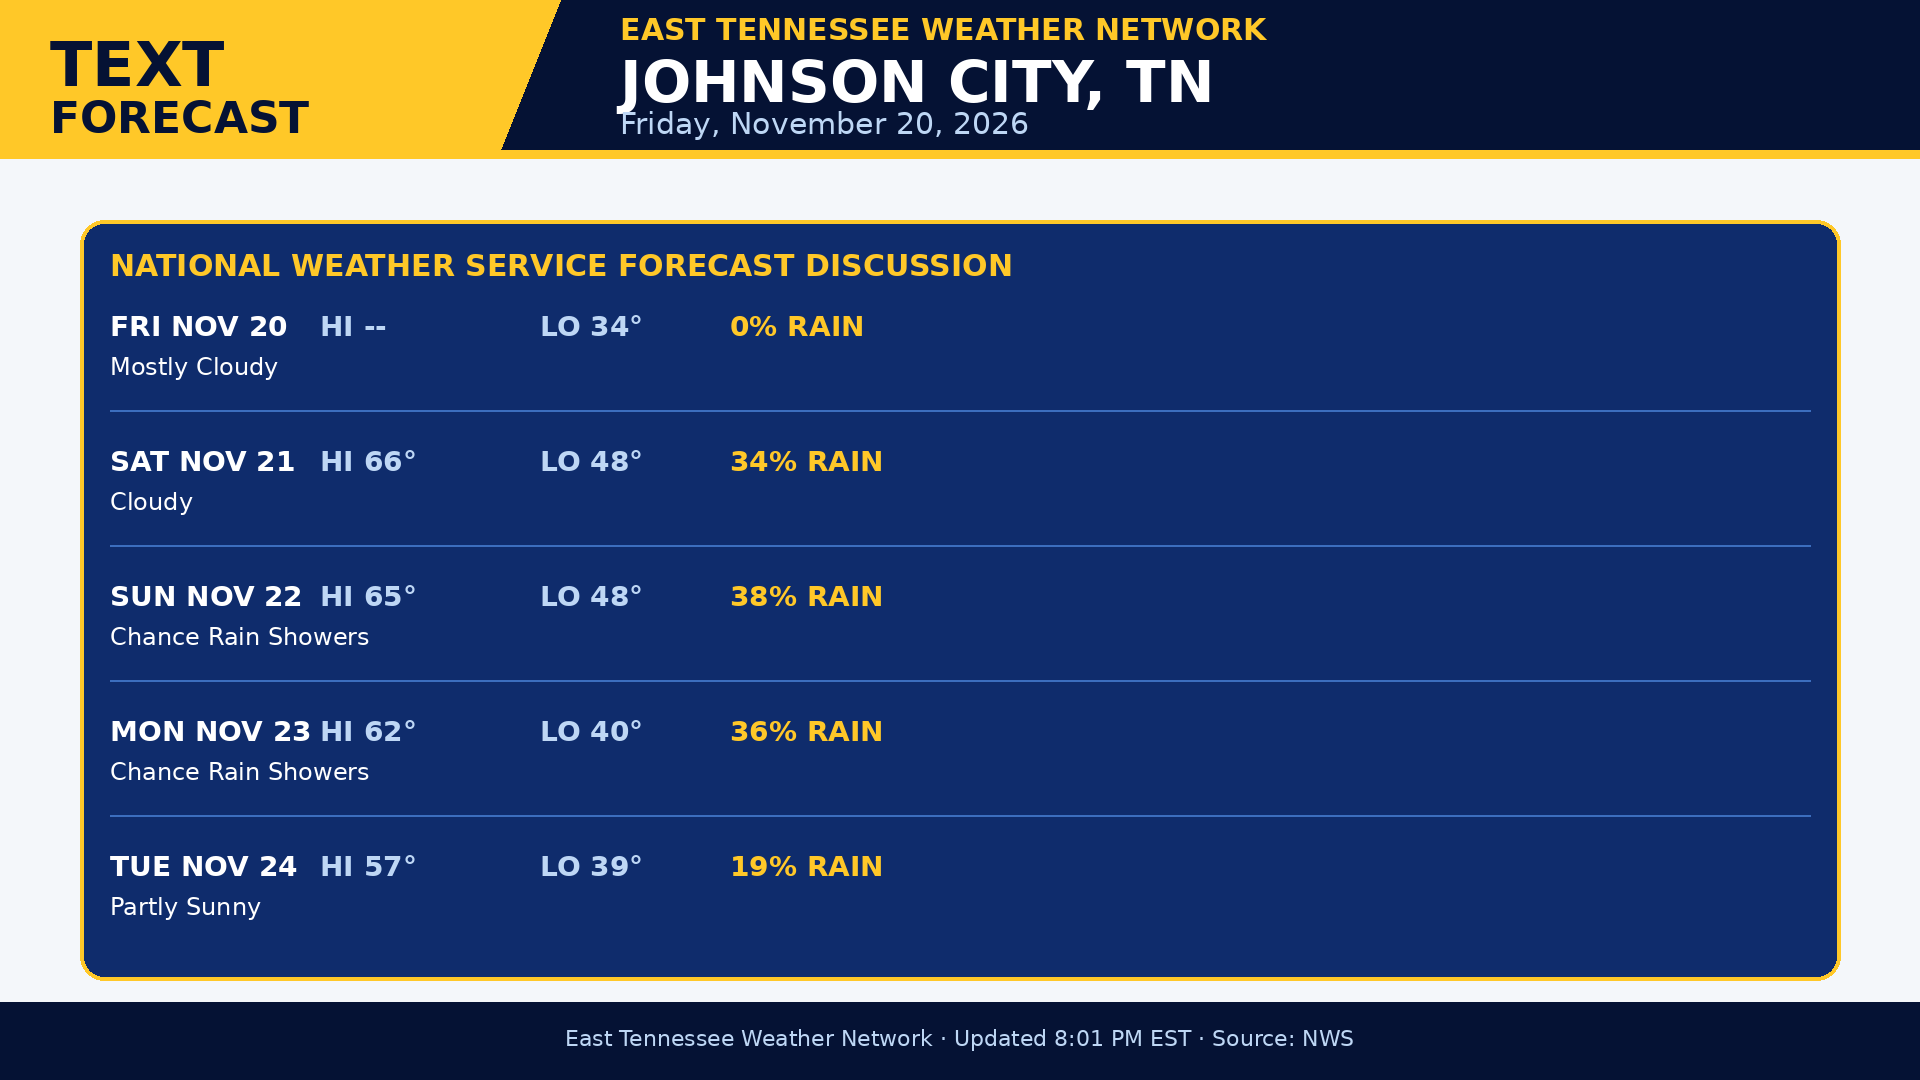 TEXT
FORECAST
EAST TENNESSEE WEATHER NETWORK
JOHNSON CITY, TN
Friday, November 20, 2026
NATIONAL WEATHER SERVICE FORECAST DISCUSSION
FRI NOV 20 HI -- LO 34° 0% RAIN
Mostly Cloudy
SAT NOV 21 HI 66° LO 48° 34% RAIN
Cloudy
SUN NOV 22 HI 65° LO 48° 38% RAIN
Chance Rain Showers
MON NOV 23 HI 62° LO 40° 36% RAIN
Chance Rain Showers
TUE NOV 24 HI 57° LO 39° 19% RAIN
Partly Sunny
East Tennessee Weather Network · Updated 8:01 PM EST · Source: NWS